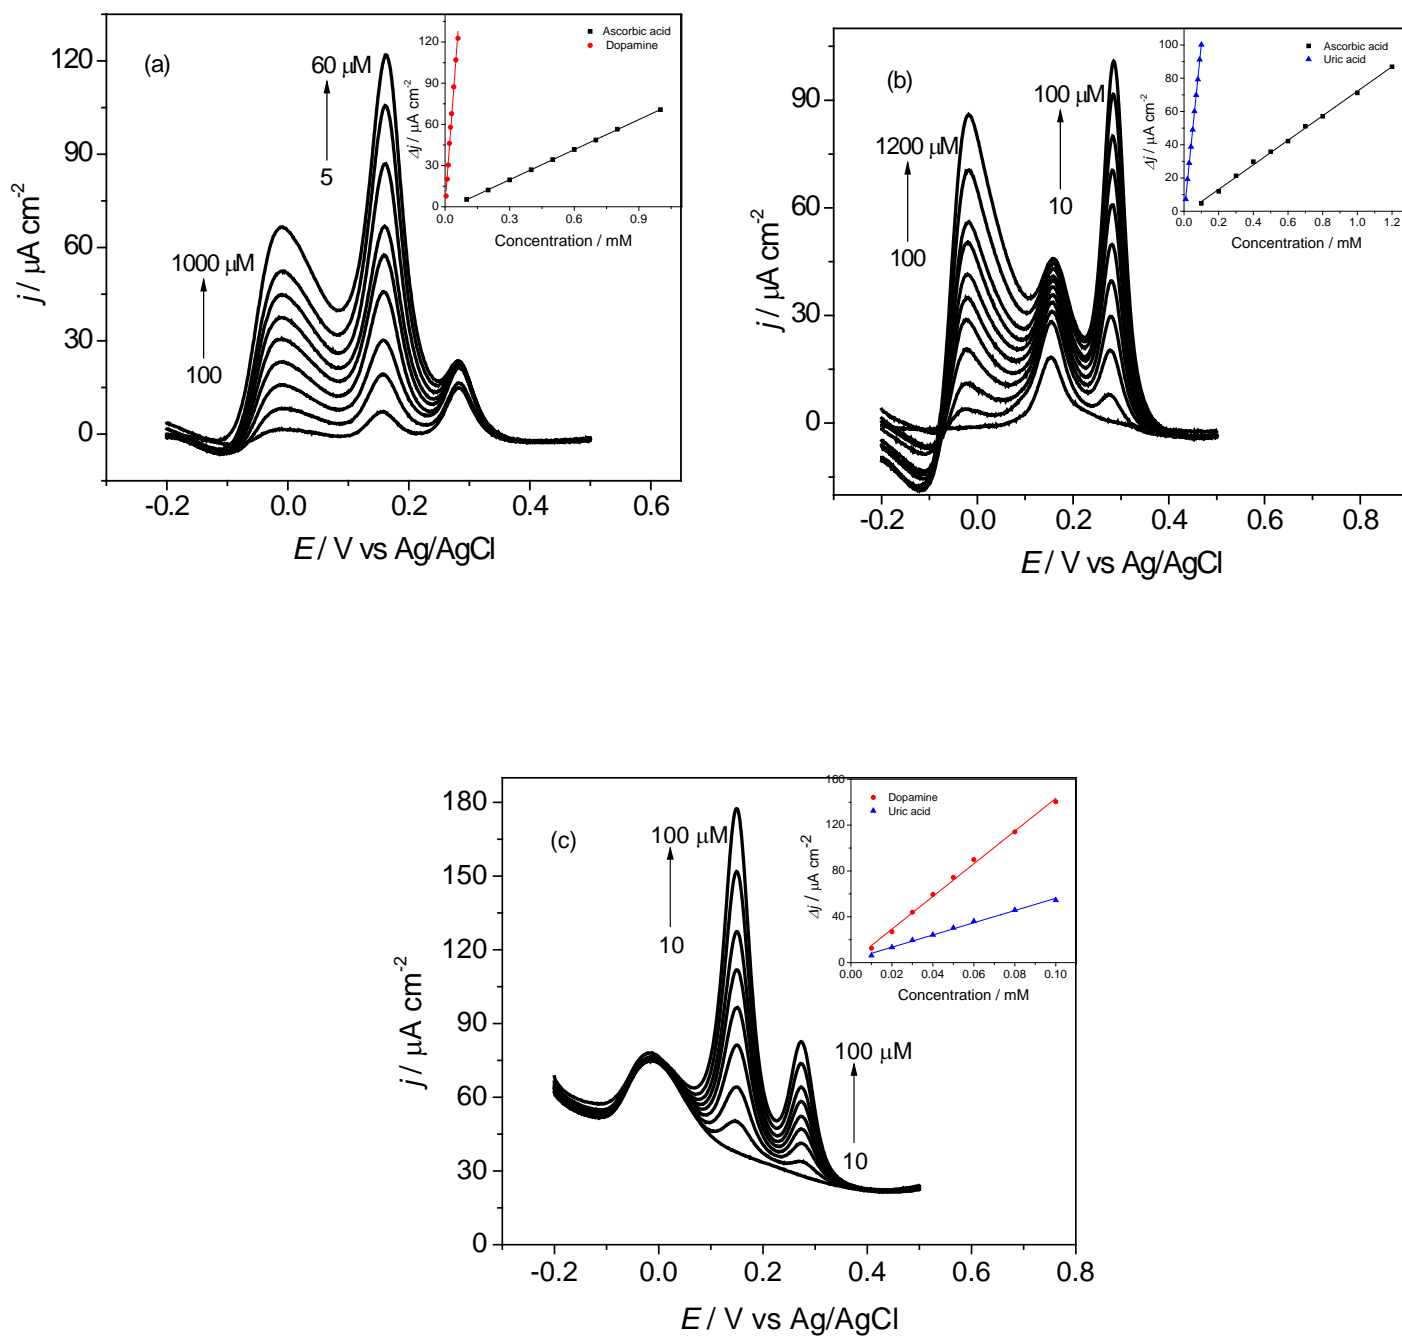 (a)
120
90
60
30
0
j / μA cm-2
-0.2 0.0 0.2 0.4 0.6
E / V vs Ag/AgCl
60 μM
5
1000 μM
100
120
90
60
30
0
Δj / μA cm-2
0.0 0.3 0.6 0.9
Concentration / mM
Ascorbic acid
Dopamine
(b)
90
60
30
0
j / μA cm-2
-0.2 0.0 0.2 0.4 0.6 0.8
E / V vs Ag/AgCl
100 μM
10
1200 μM
100
100
80
60
40
20
0
Δj / μA cm-2
0.0 0.2 0.4 0.6 0.8 1.0 1.2
Concentration / mM
Ascorbic acid
Uric acid
(c)
180
150
120
90
60
30
0
j / μA cm-2
-0.2 0.0 0.2 0.4 0.6 0.8
E / V vs Ag/AgCl
100 μM
10
100 μM
10
160
120
80
40
0
Δj / μA cm-2
0.00 0.02 0.04 0.06 0.08 0.10
Concentration / mM
Dopamine
Uric acid